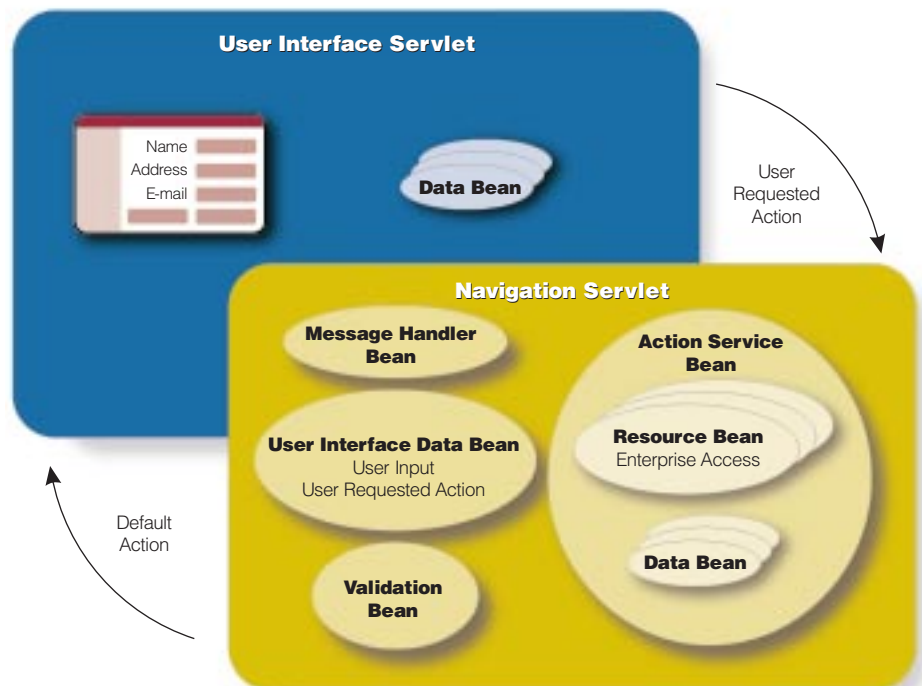 User Interface Servlet
Name
Address
E-mail
Data Bean
User
Requested
Action
Navigation Servlet
Message Handler
Bean
Action Service
Bean
User Interface Data Bean
User Input
User Requested Action
Resource Bean
Enterprise Access
Default
Action
Validation
Bean
Data Bean